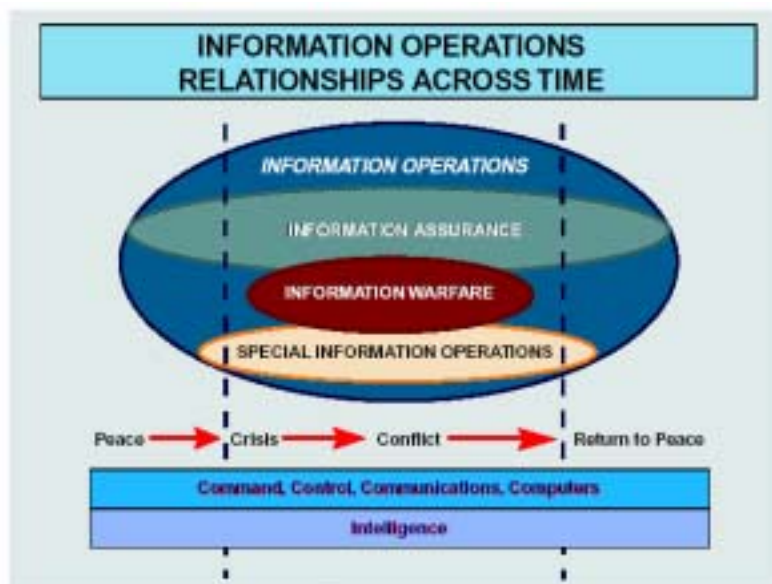 INFORMATION OPERATIONS
RELATIONSHIPS ACROSS TIME
INFORMATION OPERATIONS
INFORMATION ASSURANCE
INFORMATION WARFARE
SPECIAL INFORMATION OPERATIONS
Peace Crisis Conflict Return to Peace
Command, Control, Communications, Computers
Intelligence